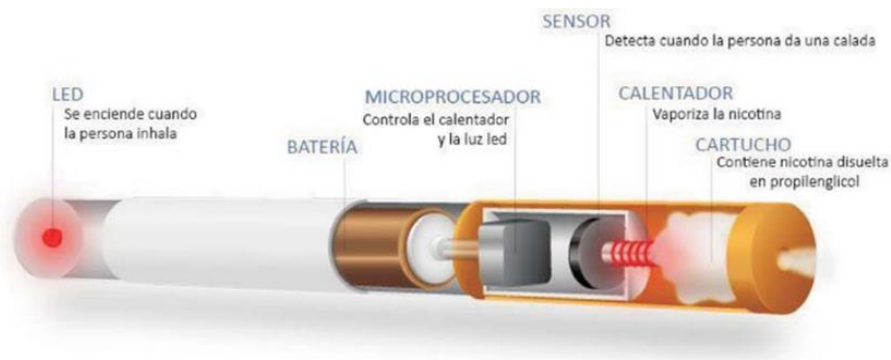 SENSOR
Detecta cuando la persona da una calada
LED
Se enciende cuando
la persona inhala
BATERÍA
MICROPROCESADOR
Controla el calentador
y la luz led
CALENTADOR
Vaporiza la nicotina
CARTUCHO
Contiene nicotina disuelta
en propilenglicol